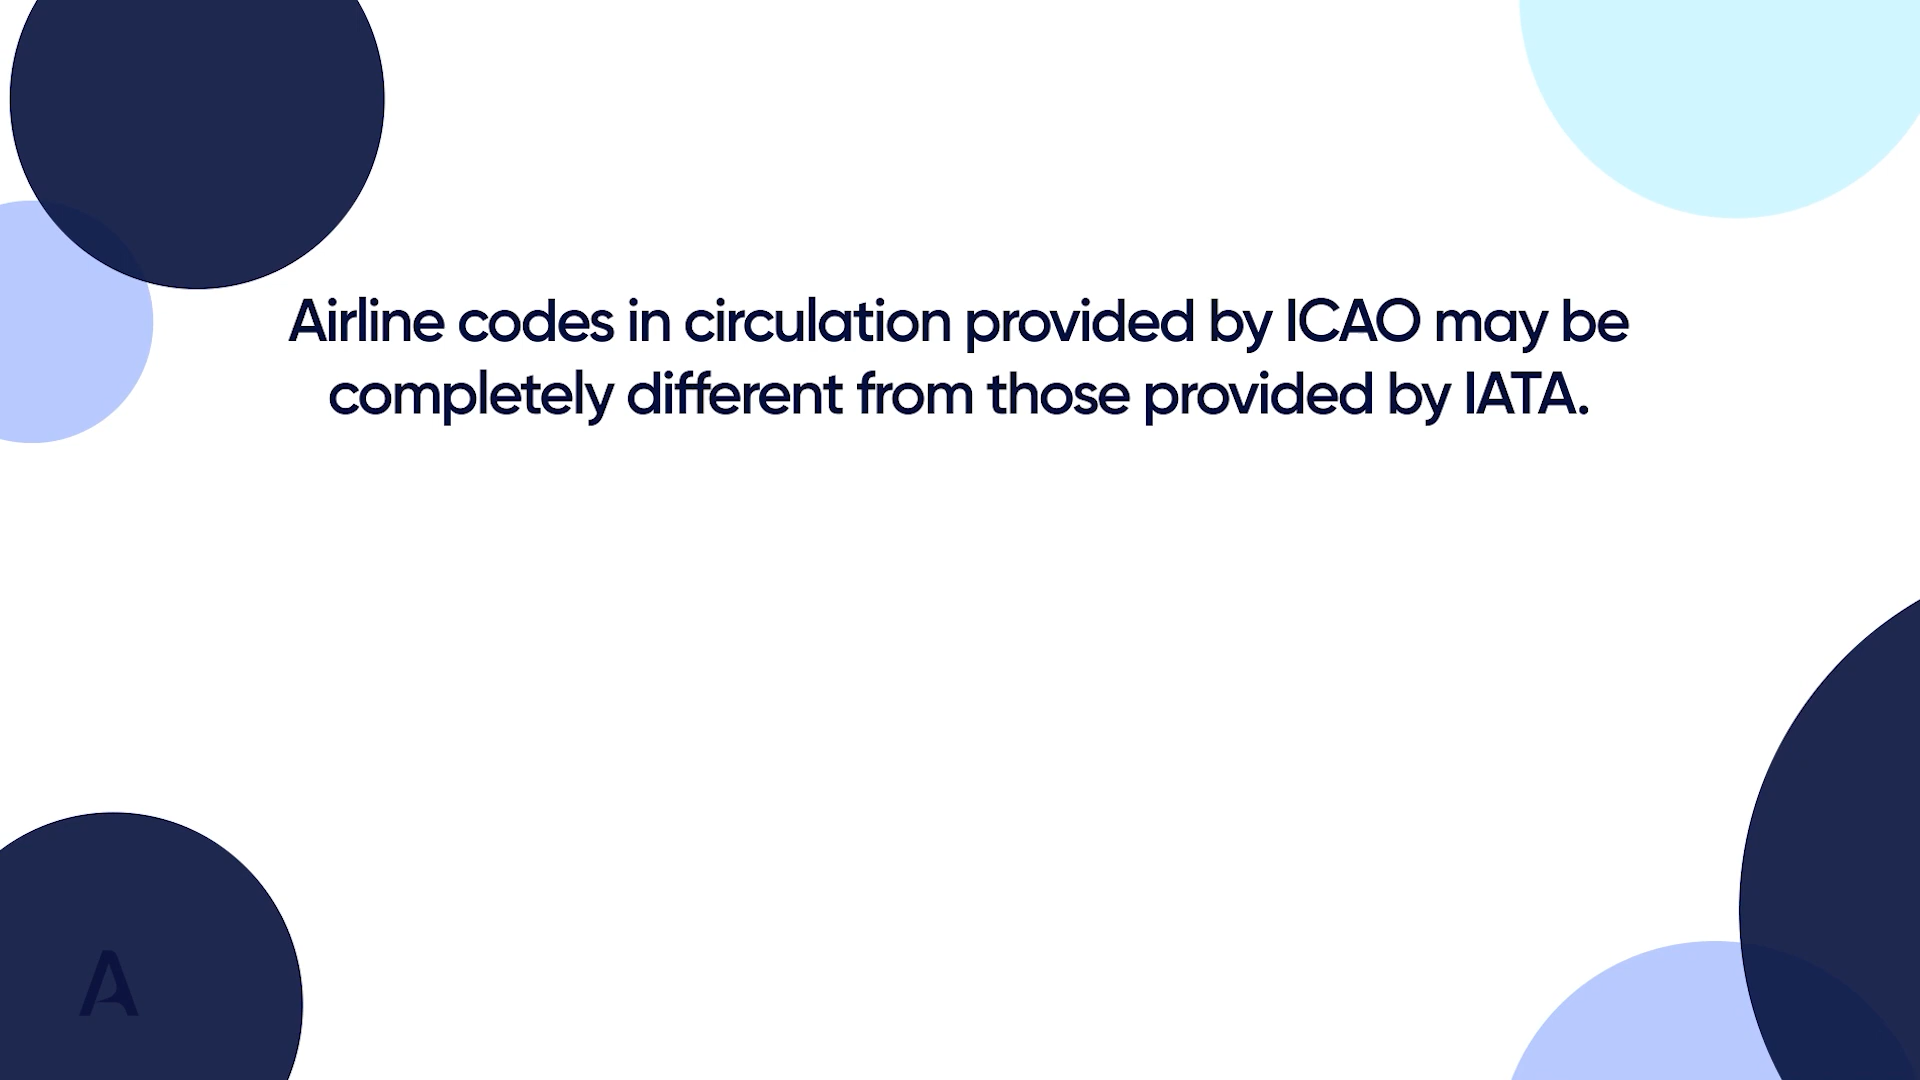 Airline codes in circulation provided by ICAO may be
completely different from those provided by IATA.
A